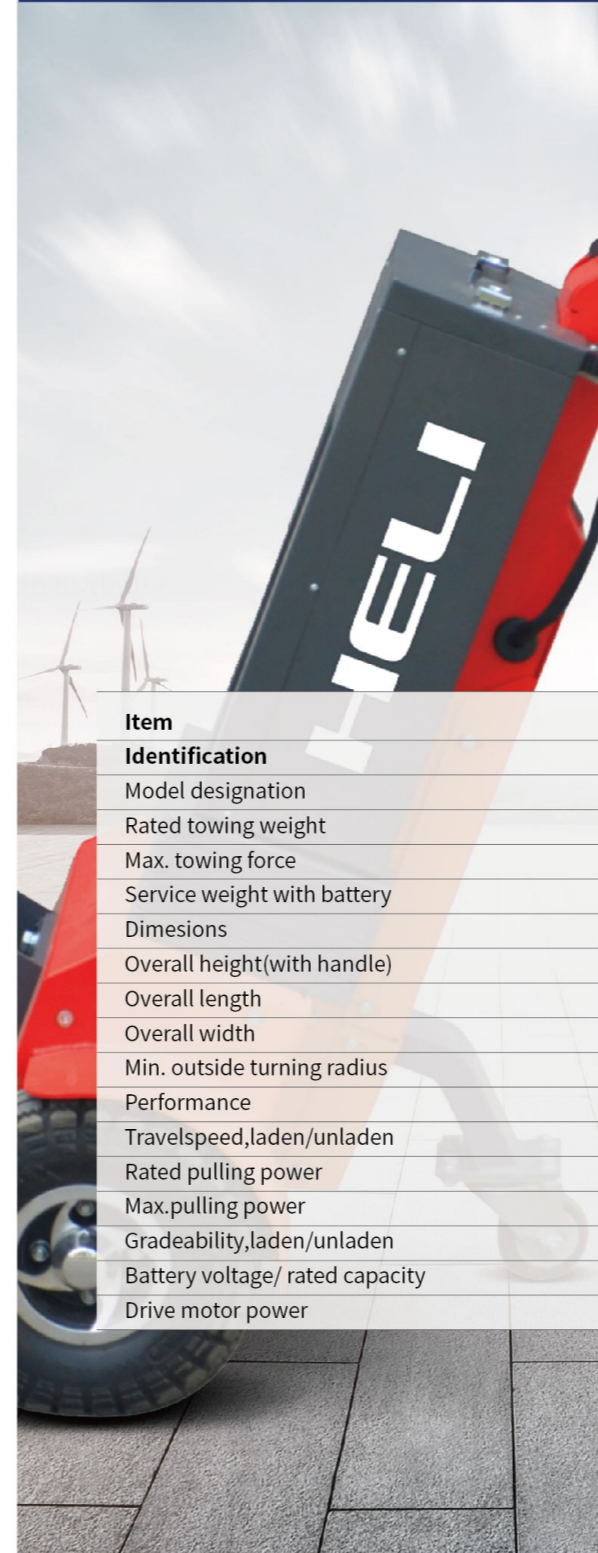 HELI
Item
Identification
Model designation
Rated towing weight
Max. towing force
Service weight with battery
Dimesions
Overall height(with handle)
Overall length
Overall width
Min. outside turning radius
Performance
Travelspeed,laden/unladen
Rated pulling power
Max.pulling power
Gradeability,laden/unladen
Battery voltage/ rated capacity
Drive motor power